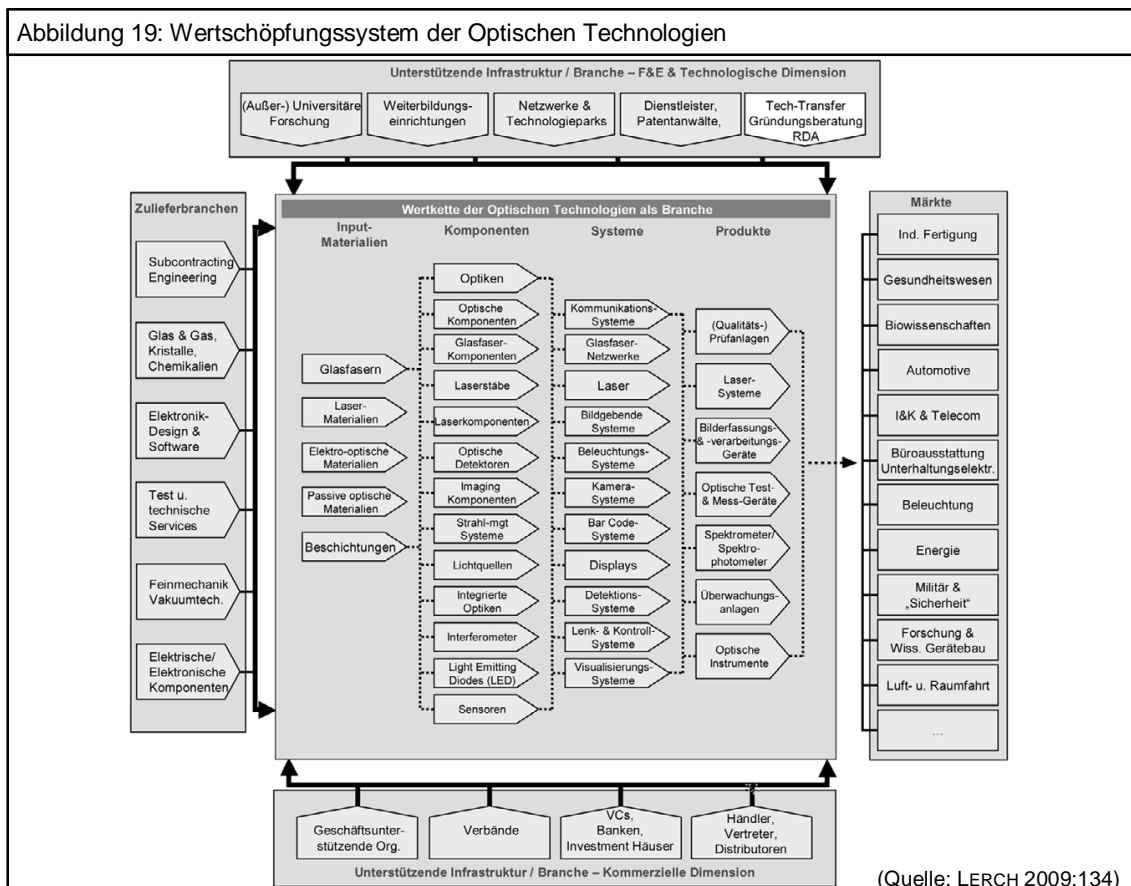 Abbildung 19: Wertschöpfungssystem der Optischen Technologien
Unterstützende Infrastruktur / Branche – F&E & Technologische Dimension
(Außer-) Universitäre
Forschung
Weiterbildungs-
einrichtungen
Netzwerke &
Technologieparks
Dienstleister,
Patentanwälte,
Tech-Transfer
Gründungsberatung
RDA
Zulieferbranchen
Subcontracting
Engineering
Glas & Gas,
Kristalle,
Chemikalien
Elektronik-
Design &
Software
Test u.
technische
Services
Feinmechanik
Vakuumtech.
Elektrische/
Elektronische
Komponenten
Wertkette der Optischen Technologien als Branche
Input-
Materialien
Glasfasern
Laser-
Materialien
Elektro-optische
Materialien
Passive optische
Materialien
Beschichtungen
Komponenten
Optiken
Optische
Komponenten
Glasfaser-
Komponenten
Laserstäbe
Laserkomponenten
Optische
Detektoren
Imaging
Komponenten
Strahl-mgt
Systeme
Lichtquellen
Integrierte
Optiken
Interferometer
Light Emitting
Diodes (LED)
Sensoren
Systeme
Kommunikations-
Systeme
Glasfaser-
Netzwerke
Laser
Bildgebende
Systeme
Beleuchtungs-
Systeme
Kamera-
Systeme
Bar Code-
Systeme
Displays
Detektions-
Systeme
Lenk- & Kontroll-
Systeme
Visualisierungs-
Systeme
Produkte
(Qualitäts-)
Prüfanlagen
Laser-
Systeme
Bilderfassungs-
& -verarbeitungs-
Geräte
Optische Test-
& Mess-Geräte
Spektrometer/
Spektro-
photometer
Überwachungs-
anlagen
Optische
Instrumente
Märkte
Ind. Fertigung
Gesundheitswesen
Biowissenschaften
Automotive
I&K & Telecom
Büroausstattung
Unterhaltungselektr.
Beleuchtung
Energie
Militär &
„Sicherheit“
Forschung &
Wiss. Gerätebau
Luft- u. Raumfahrt
...
Geschäftsunter-
stützende Org.
Verbände
VCs,
Banken,
Investment Häuser
Händler,
Vertreter,
Distributoren
Unterstützende Infrastruktur / Branche – Kommerzielle Dimension
(Quelle: LERCH 2009:134)